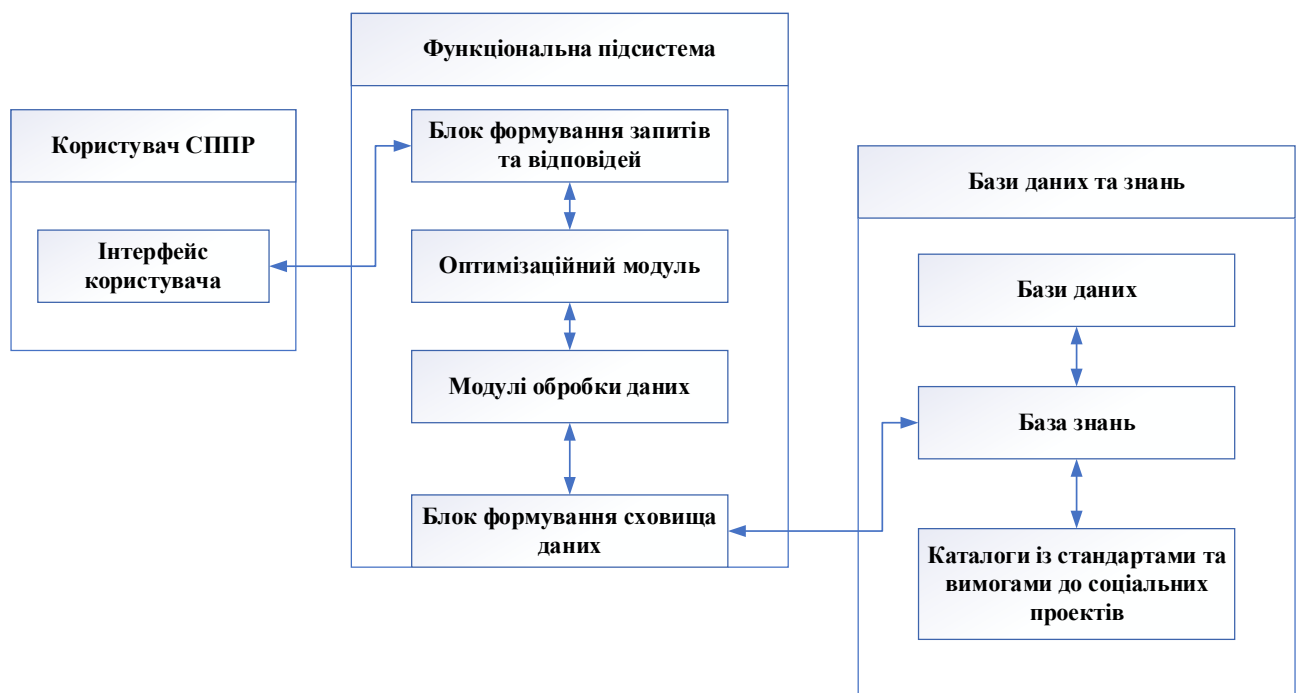 Користувач СППР
Інтерфейс
користувача
Функціональна підсистема
Блок формування запитів
та відповідей
Оптимізаційний модуль
Модулі обробки даних
Блок формування сховища
даних
Бази даних та знань
Бази даних
База знань
Каталоги із стандартами та
вимогами до соціальних
проектів